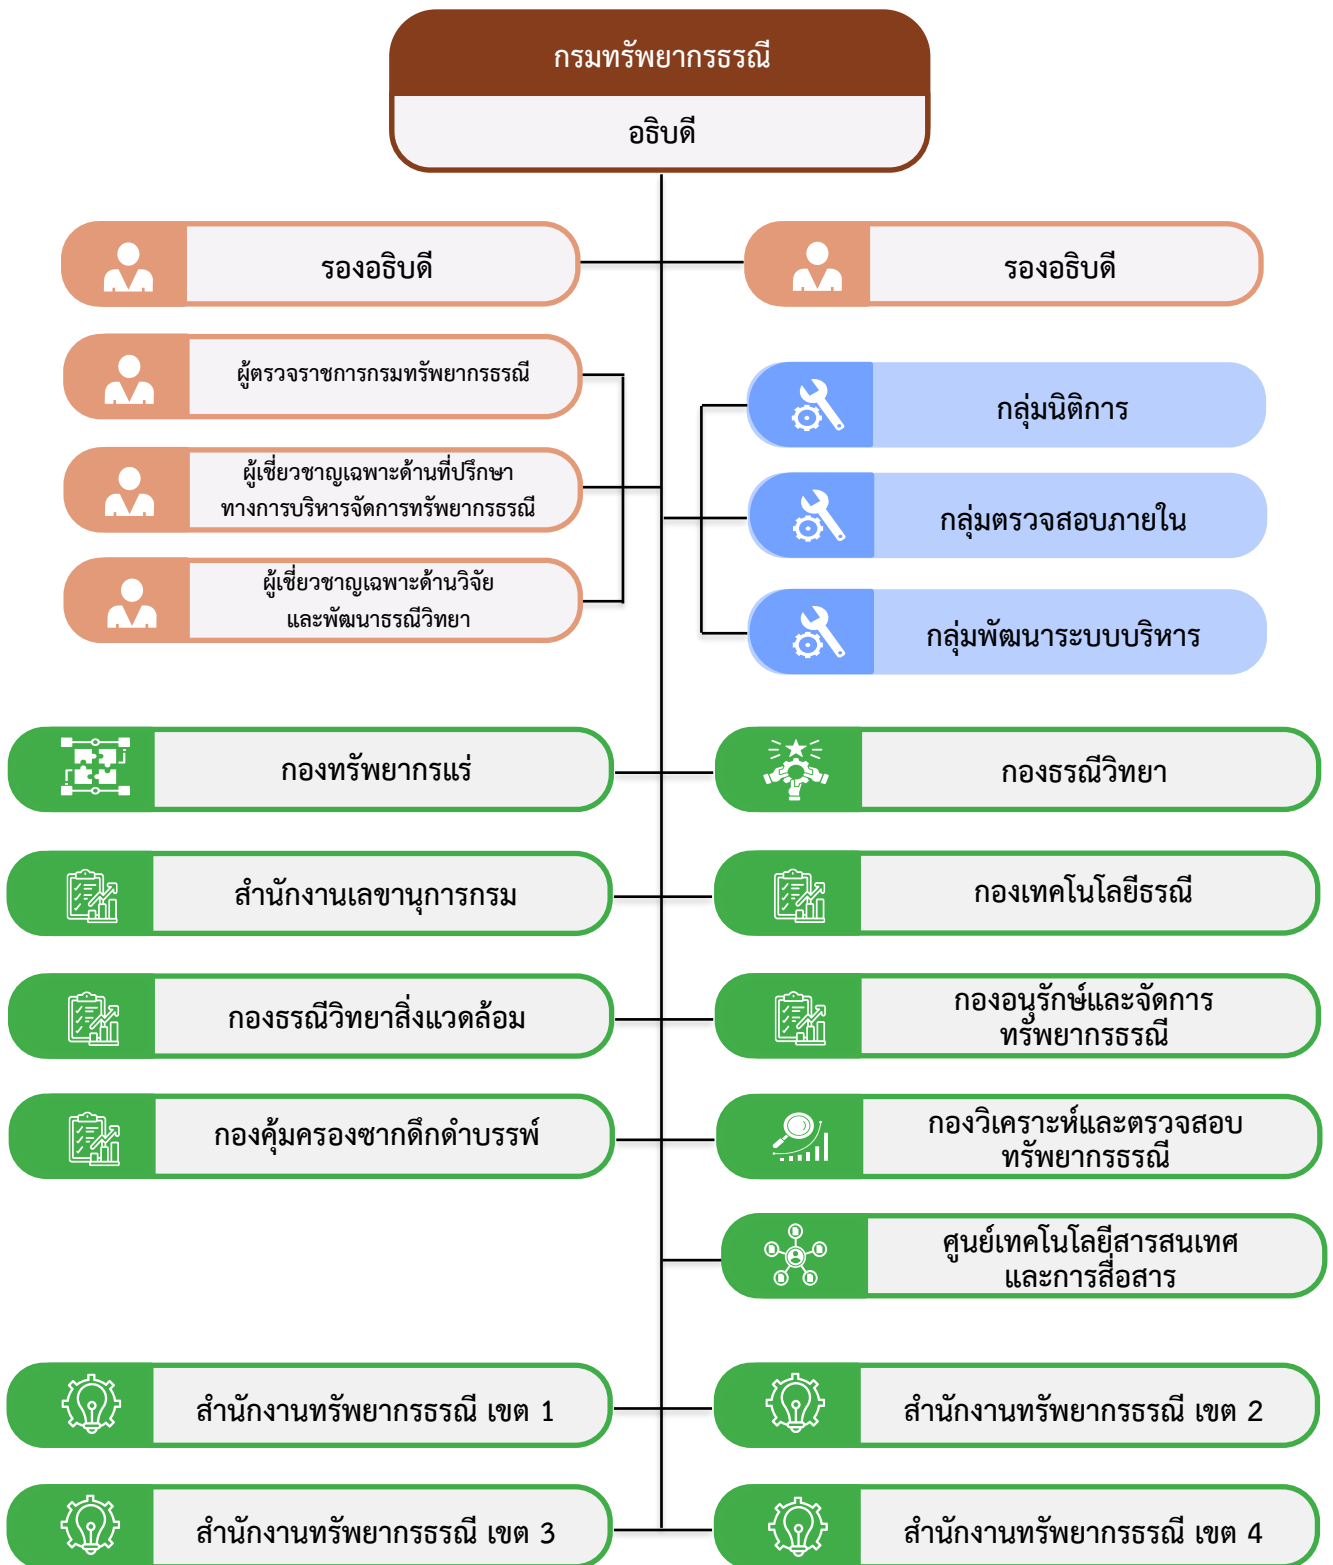 กรมทรัพยากรธรณี
อธิบดี
รองอธิบดี
รองอธิบดี
ผู้ตรวจราชการกรมทรัพยากรธรณี
ผู้เชี่ยวชาญเฉพาะด้านที่ปรึกษา
ทางการบริหารจัดการทรัพยากรธรณี
ผู้เชี่ยวชาญเฉพาะด้านวิจัย
และพัฒนาธรณีวิทยา
กลุ่มนิติการ
กลุ่มตรวจสอบภายใน
กลุ่มพัฒนาระบบบริหาร
กองทรัพยากรแร่
กองธรณีวิทยา
สำนักงานเลขานุการกรม
กองเทคโนโลยีธรณี
กองธรณีวิทยาสิ่งแวดล้อม
กองอนุรักษ์และจัดการ
ทรัพยากรธรณี
กองคุ้มครองซากดึกดำบรรพ์
กองวิเคราะห์และตรวจสอบ
ทรัพยากรธรณี
ศูนย์เทคโนโลยีสารสนเทศ
และการสื่อสาร
สำนักงานทรัพยากรธรณี เขต 1
สำนักงานทรัพยากรธรณี เขต 2
สำนักงานทรัพยากรธรณี เขต 3
สำนักงานทรัพยากรธรณี เขต 4